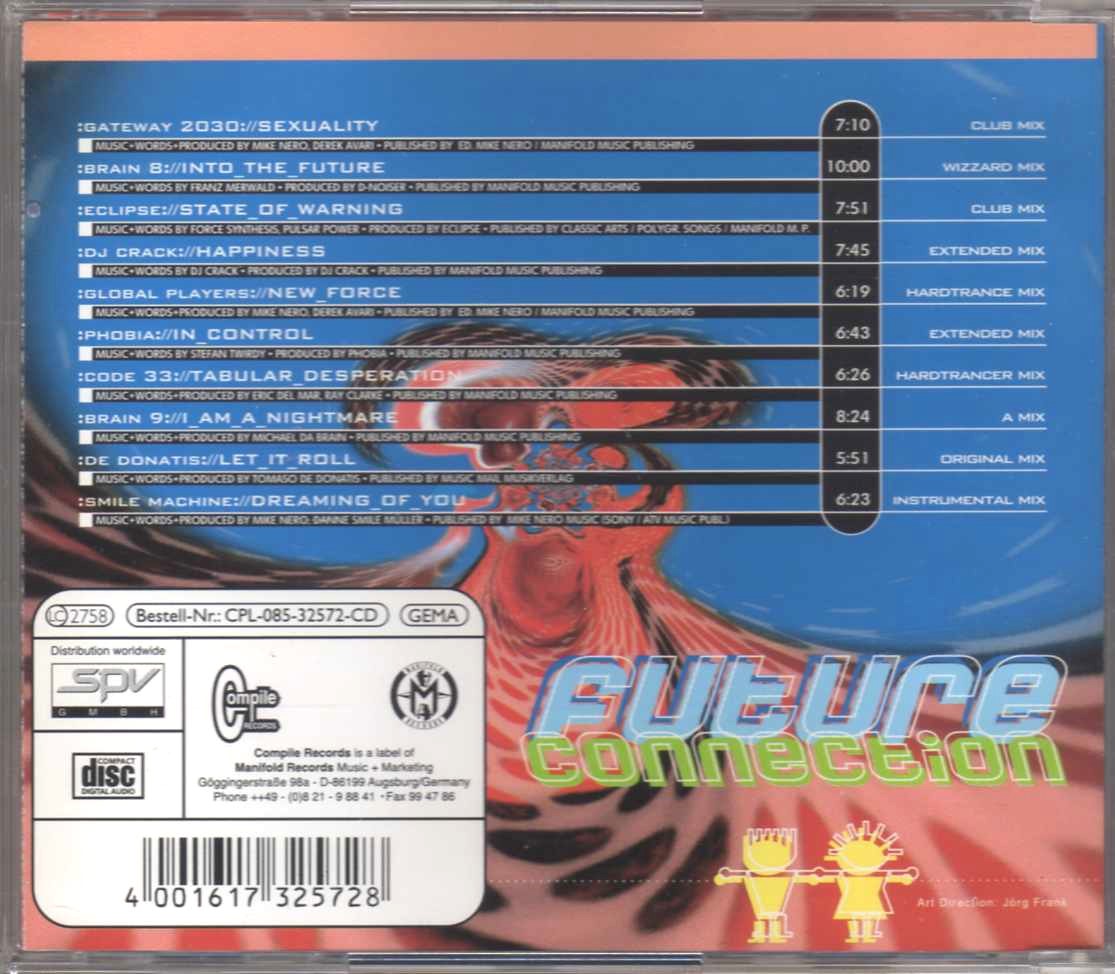 :GATEWAY 2030://SEXUALITY 7:10 CLUB MIX
MUSIC+WORDS+PRODUCED BY MIKE NERO, DEREK AVARI • PUBLISHED BY ED. MIKE NERO / MANIFOLD MUSIC PUBLISHING
:BRAIN 8://INTO_THE_FUTURE 10:00 WIZZARD MIX
MUSIC+WORDS BY FRANZ MERWALD • PRODUCED BY D-NOISER • PUBLISHED BY MANIFOLD MUSIC PUBLISHING
:ECLIPSE://STATE_OF_WARNING 7:51 CLUB MIX
MUSIC+WORDS BY FORCE SYNTHESIS, PULSAR POWER • PRODUCED BY ECLIPSE • PUBLISHED BY CLASSIC ARTS / POLYGR. SONGS / MANIFOLD M. P.
:DJ CRACK://HAPPINESS 7:45 EXTENDED MIX
MUSIC+WORDS BY DJ CRACK • PRODUCED BY DJ CRACK • PUBLISHED BY MANIFOLD MUSIC PUBLISHING
:GLOBAL PLAYERS://NEW_FORCE 6:19 HARDTRANCE MIX
MUSIC+WORDS+PRODUCED BY MIKE NERO, DEREK AVARI • PUBLISHED BY ED. MIKE NERO / MANIFOLD MUSIC PUBLISHING
:PHOBIA://IN_CONTROL 6:43 EXTENDED MIX
MUSIC+WORDS BY STEFAN TWIRDY • PRODUCED BY PHOBIA • PUBLISHED BY MANIFOLD MUSIC PUBLISHING
:CODE 33://TABULAR_DESPERATION 6:26 HARDTRANCER MIX
MUSIC+WORDS+PRODUCED BY ERIC DEL MAR, RAY CLARKE • PUBLISHED BY MANIFOLD MUSIC PUBLISHING
:BRAIN 9://I_AM_A_NIGHTMARE 8:24 A MIX
MUSIC+WORDS+PRODUCED BY MICHAEL DA BRAIN • PUBLISHED BY MANIFOLD MUSIC PUBLISHING
:DE DONATIS://LET_IT_ROLL 5:51 ORIGINAL MIX
MUSIC+WORDS+PRODUCED BY TOMASO DE DONATIS • PUBLISHED BY MUSIC MAIL MUSIKVERLAG
:SMILE MACHINE://DREAMING_OF_YOU 6:23 INSTRUMENTAL MIX
MUSIC+WORDS+PRODUCED BY MIKE NERO; DANNE SMILE MÜLLER • PUBLISHED BY MIKE NERO MUSIC (SONY / ATV MUSIC PUBL.)
LC 2758 Bestell-Nr.: CPL-085-32572-CD GEMA
Distribution worldwide
SPV
GMBH
Compile
RECORDS
MANIFOLD
M
RECORDS
COMPACT
disc
DIGITAL AUDIO
Compile Records is a label of
Manifold Records Music + Marketing
Göggingerstraße 98a - D-86199 Augsburg/Germany
Phone ++49 - (0)8 21 - 9 88 41 • Fax 99 47 86
4 001617 325728
future
connection
Art Direction: Jörg Frank